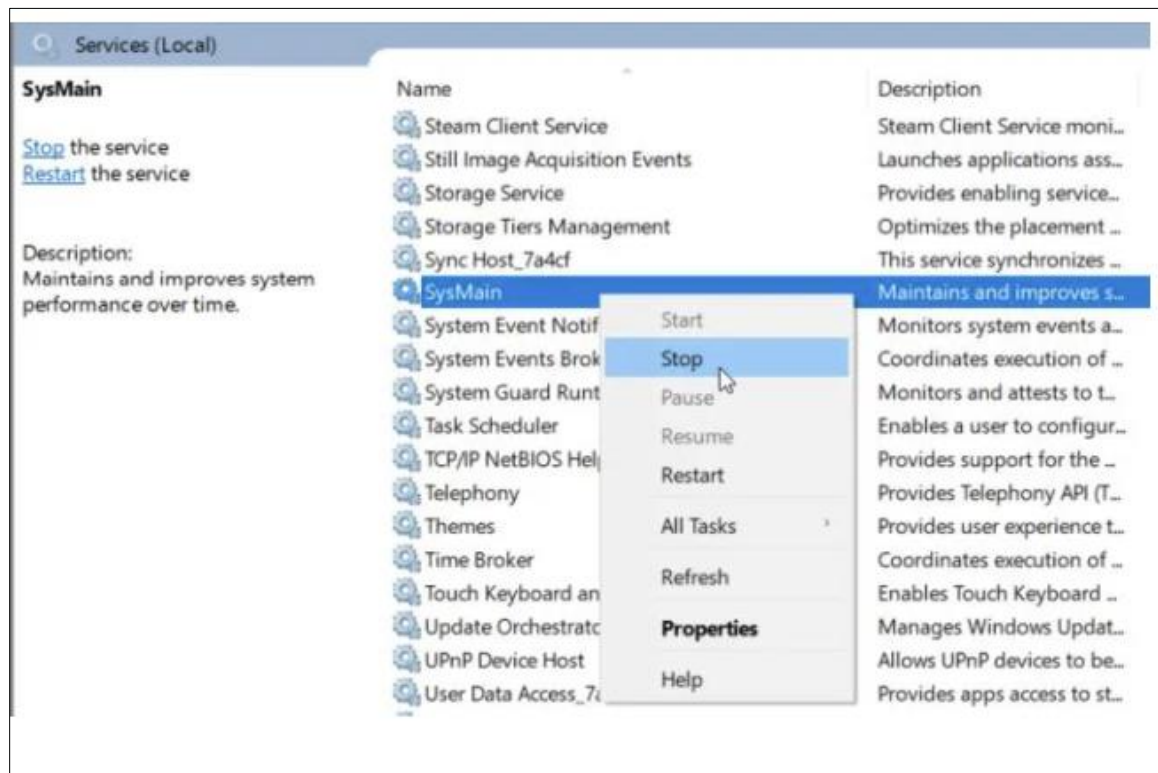 Services (Local)
SysMain
Stop the service
Restart the service
Description:
Maintains and improves system
performance over time.
Name Description
Steam Client Service Steam Client Service moni...
Still Image Acquisition Events Launches applications ass...
Storage Service Provides enabling service...
Storage Tiers Management Optimizes the placement ...
Sync Host_7a4cf This service synchronizes ...
SysMain Maintains and improves s...
System Event Notif Monitors system events a...
System Events Brok Coordinates execution of ...
System Guard Runt Monitors and attests to t...
Task Scheduler Enables a user to configur...
TCP/IP NetBIOS Hel Provides support for the ...
Telephony Provides Telephony API (T...
Themes Provides user experience t...
Time Broker Coordinates execution of ...
Touch Keyboard an Enables Touch Keyboard ...
Update Orchestrato Manages Windows Updat...
UPnP Device Host Allows UPnP devices to be...
User Data Access_7a Provides apps access to st...
Start
Stop
Pause
Resume
Restart
All Tasks
Refresh
Properties
Help